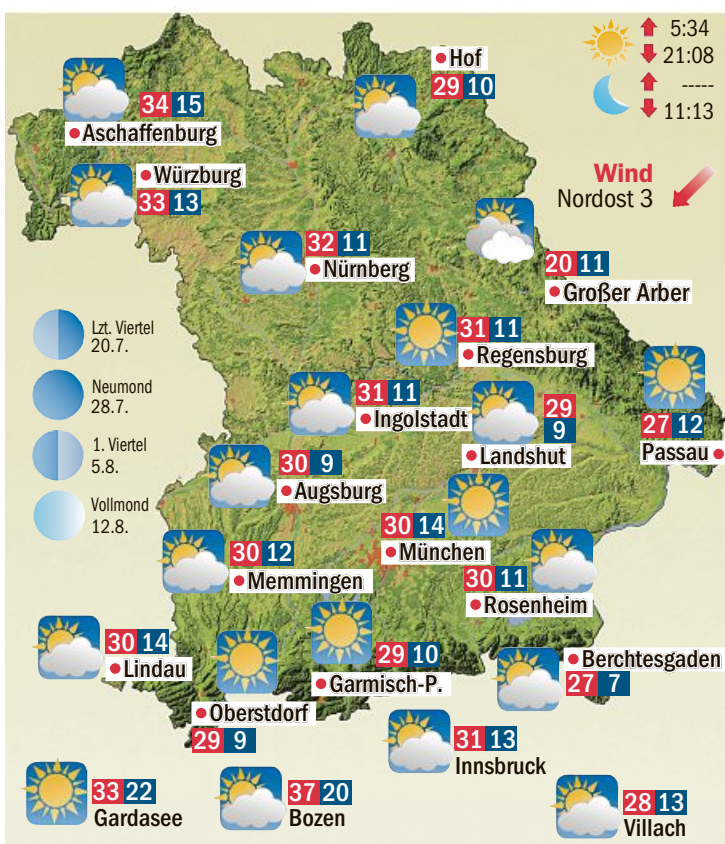 Hof
29 10
5:34
21:08
-----
11:13
34 15
Aschaffenburg
Würzburg
33 13
Wind
Nordost 3
32 11
Nürnberg
20 11
Großer Arber
Lzt. Viertel
20.7.
Neumond
28.7.
1. Viertel
5.8.
Vollmond
12.8.
31 11
Regensburg
31 11
Ingolstadt
29
9
Landshut
27 12
Passau
30 9
Augsburg
30 14
München
30 12
Memmingen
30 11
Rosenheim
30 14
Lindau
29 10
Garmisch-P.
Berchtesgaden
27 7
Oberstdorf
29 9
31 13
Innsbruck
33 22
Gardasee
37 20
Bozen
28 13
Villach